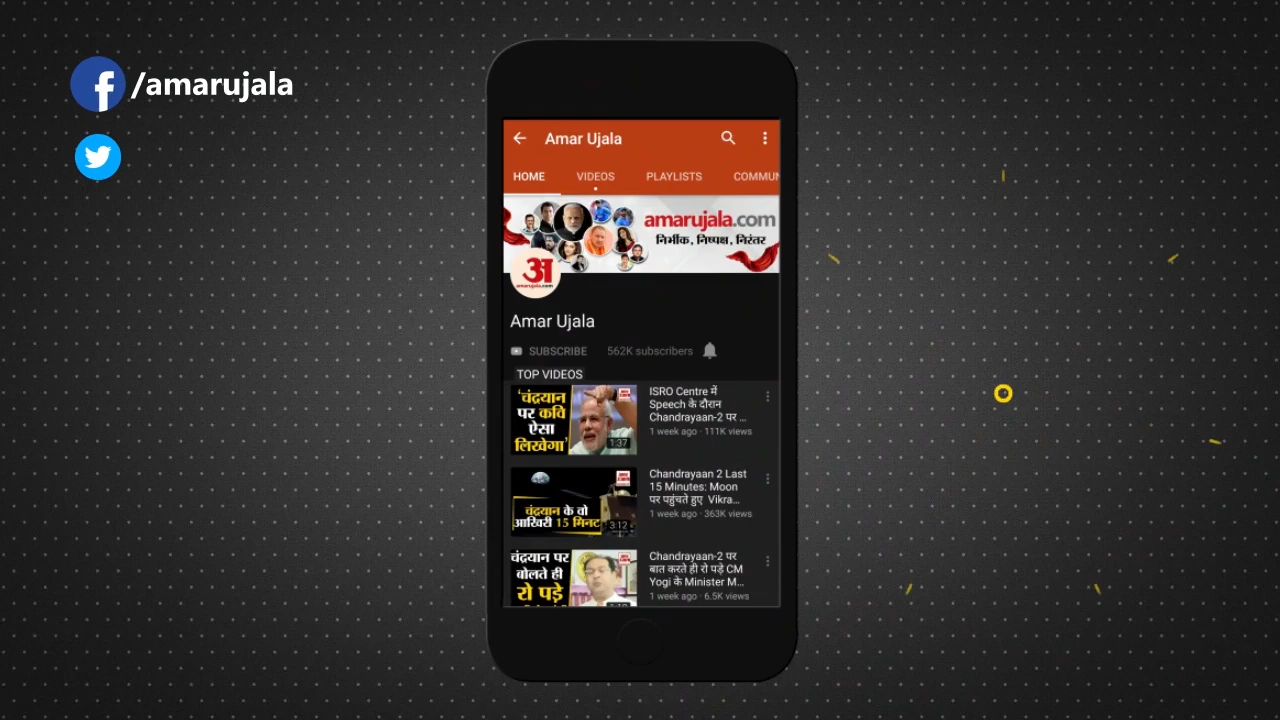 /amarujala
Amar Ujala
HOME VIDEOS PLAYLISTS COMMUN
amarujala.com
निर्भीक, निष्पक्ष, निरंतर
अ
amarujala.com
Amar Ujala
SUBSCRIBE 562K subscribers
TOP VIDEOS
'चंद्रयान
पर कवि
ऐसा
लिखेगा'
1:37
ISRO Centre में
Speech के दौरान
Chandrayaan-2 पर ...
1 week ago · 111K views
चंद्रयान के वो
आखिरी 15 मिनट
3:12
Chandrayaan 2 Last
15 Minutes: Moon
पर पहुंचते हुए Vikra...
1 week ago · 363K views
चंद्रयान पर
बोलते ही
रो पड़े
Chandrayaan-2 पर
बात करते ही रो पड़े CM
Yogi के Minister M...
1 week ago · 6.5K views